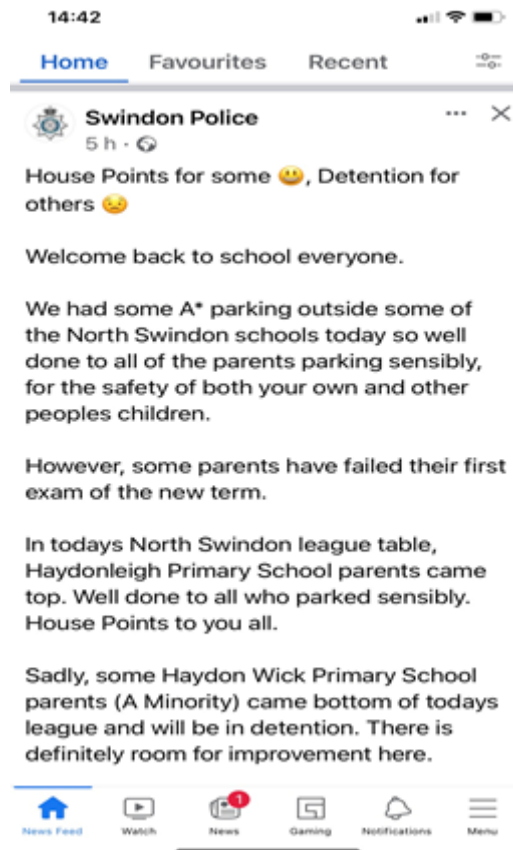 14:42
Home Favourites Recent
Swindon Police
5 h ·
House Points for some 😃, Detention for
others 😟
Welcome back to school everyone.
We had some A* parking outside some of
the North Swindon schools today so well
done to all of the parents parking sensibly,
for the safety of both your own and other
peoples children.
However, some parents have failed their first
exam of the new term.
In todays North Swindon league table,
Haydonleigh Primary School parents came
top. Well done to all who parked sensibly.
House Points to you all.
Sadly, some Haydon Wick Primary School
parents (A Minority) came bottom of todays
league and will be in detention. There is
definitely room for improvement here.
1
News Feed Watch News Gaming Notifications Menu